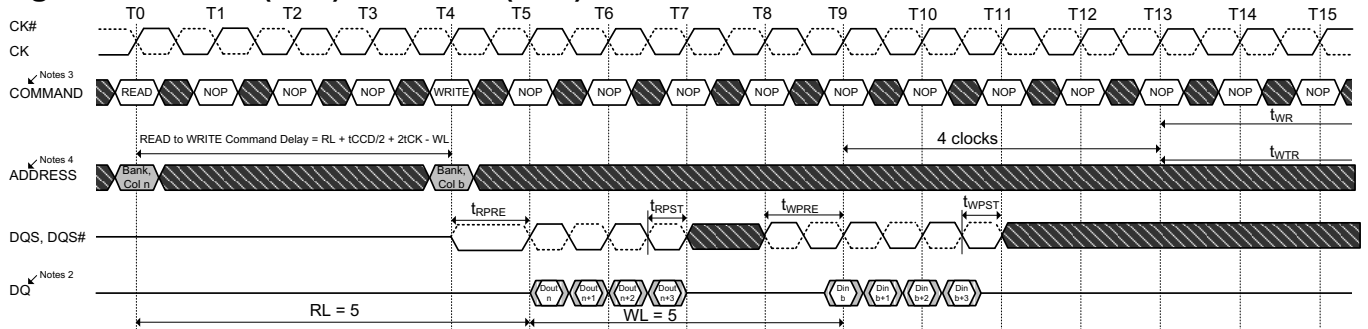 T0 T1 T2 T3 T4 T5 T6 T7 T8 T9 T10 T11 T12 T13 T14 T15
CK#
CK
Notes 3
COMMAND READ NOP NOP NOP WRITE NOP NOP NOP NOP NOP NOP NOP NOP NOP NOP NOP
tWR
READ to WRITE Command Delay = RL + tCCD/2 + 2tCK - WL
4 clocks
tWTR
Notes 4
ADDRESS
Bank, Col n
Bank, Col b
tRPRE tRPST tWPRE tWPST
DQS, DQS#
Notes 2
DQ
Dout n
Dout n+1
Dout n+2
Dout n+3
Din b
Din b+1
Din b+2
Din b+3
RL = 5 WL = 5